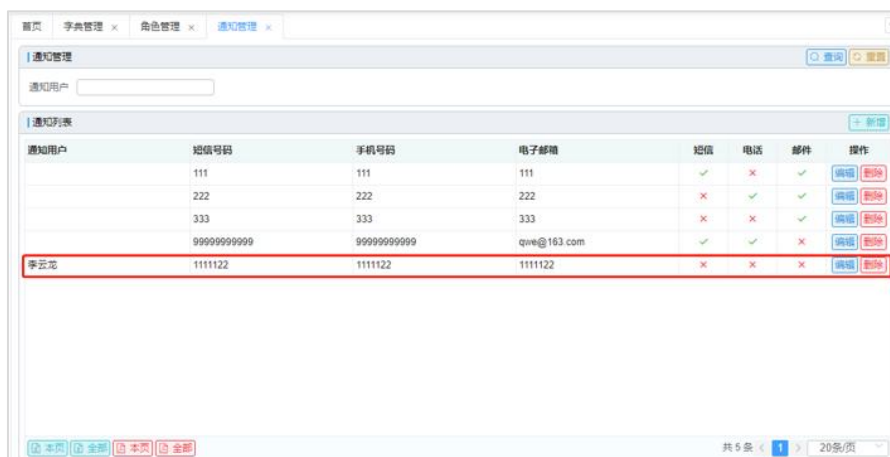 首页 字典管理 × 角色管理 × 通知管理 ×
通知管理 查询 重置
通知用户
通知列表 + 新增
通知用户 短信号码 手机号码 电子邮箱 短信 电话 邮件 操作
111 111 111 ✓ × ✓ 编辑 删除
222 222 222 × ✓ ✓ 编辑 删除
333 333 333 × × ✓ 编辑 删除
99999999999 99999999999 qwe@163.com ✓ ✓ × 编辑 删除
李云龙 1111122 1111122 1111122 × × × 编辑 删除
本页 全部 本页 全部 共 5 条 < 1 > 20条/页